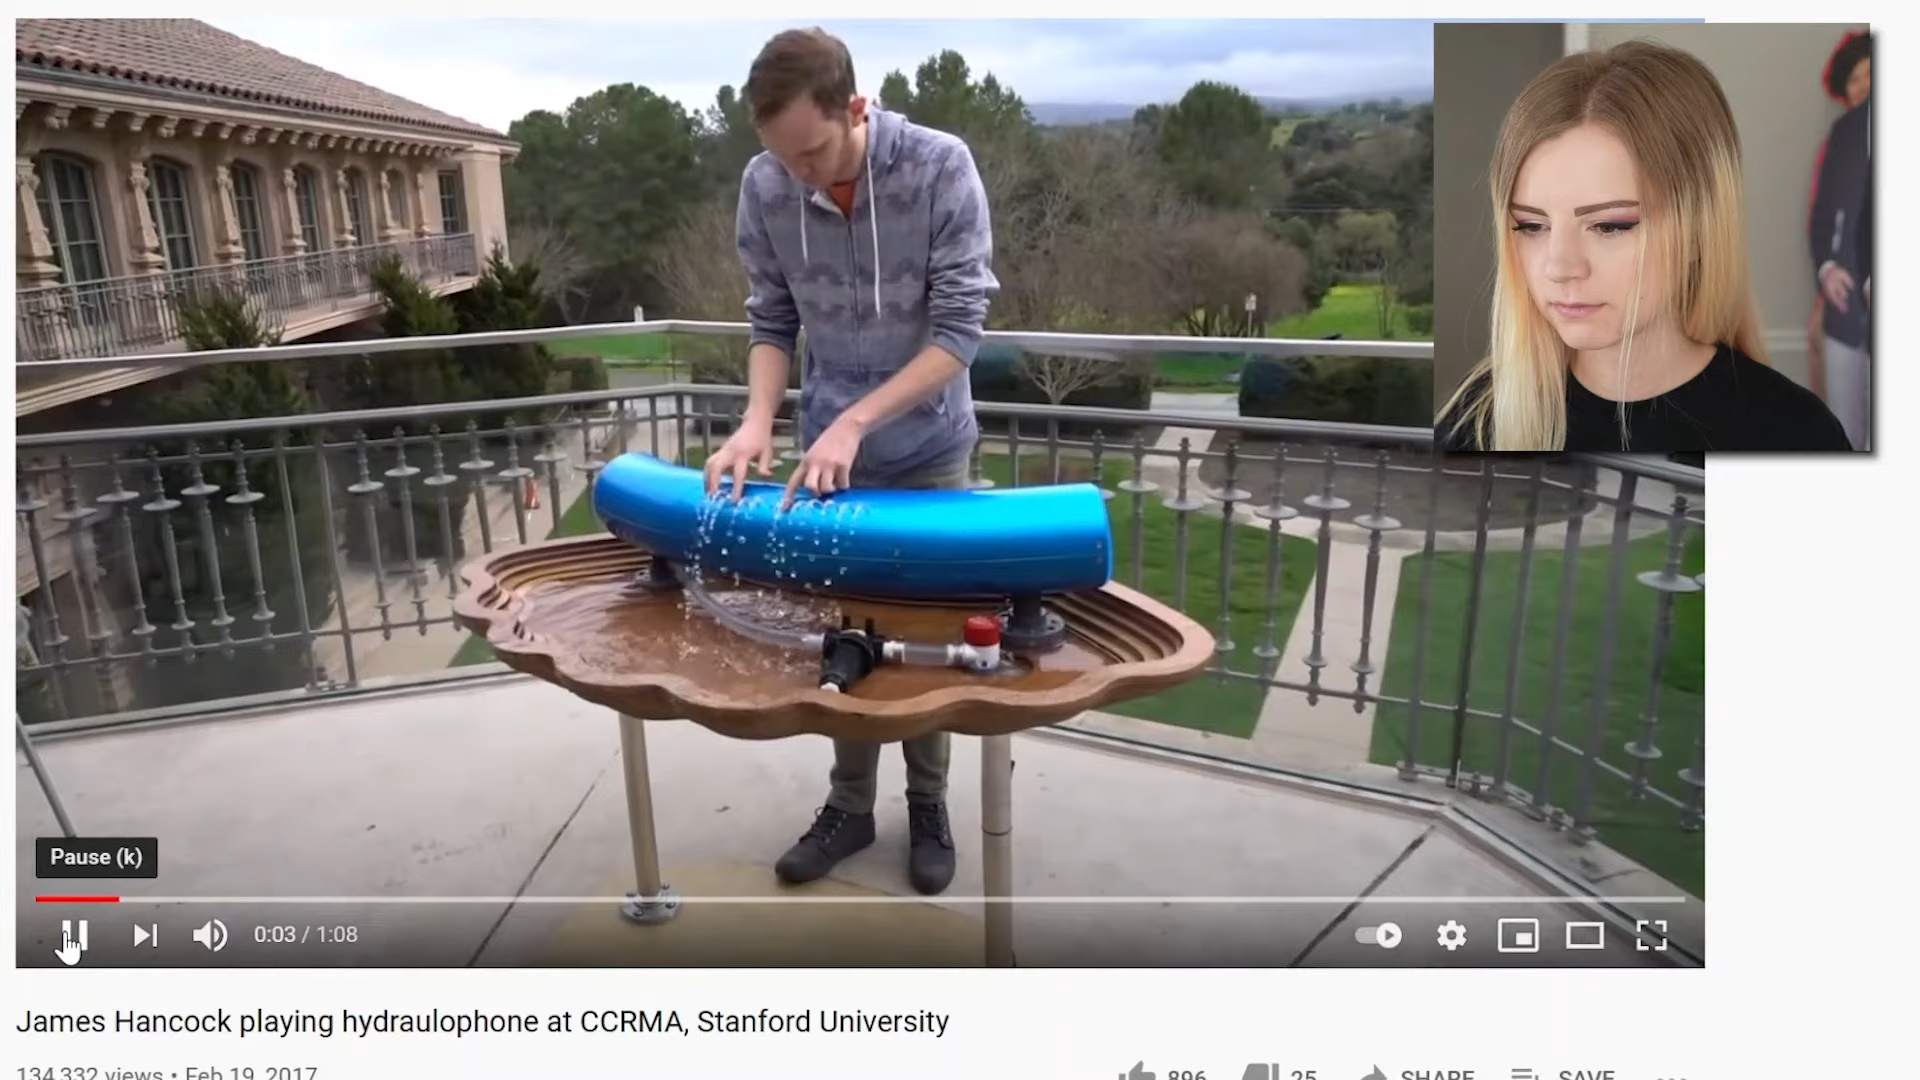 Pause (k)
0:03 / 1:08
James Hancock playing hydraulophone at CCRMA, Stanford University
134,332 views • Feb 19, 2017
896
25
SHARE
SAVE